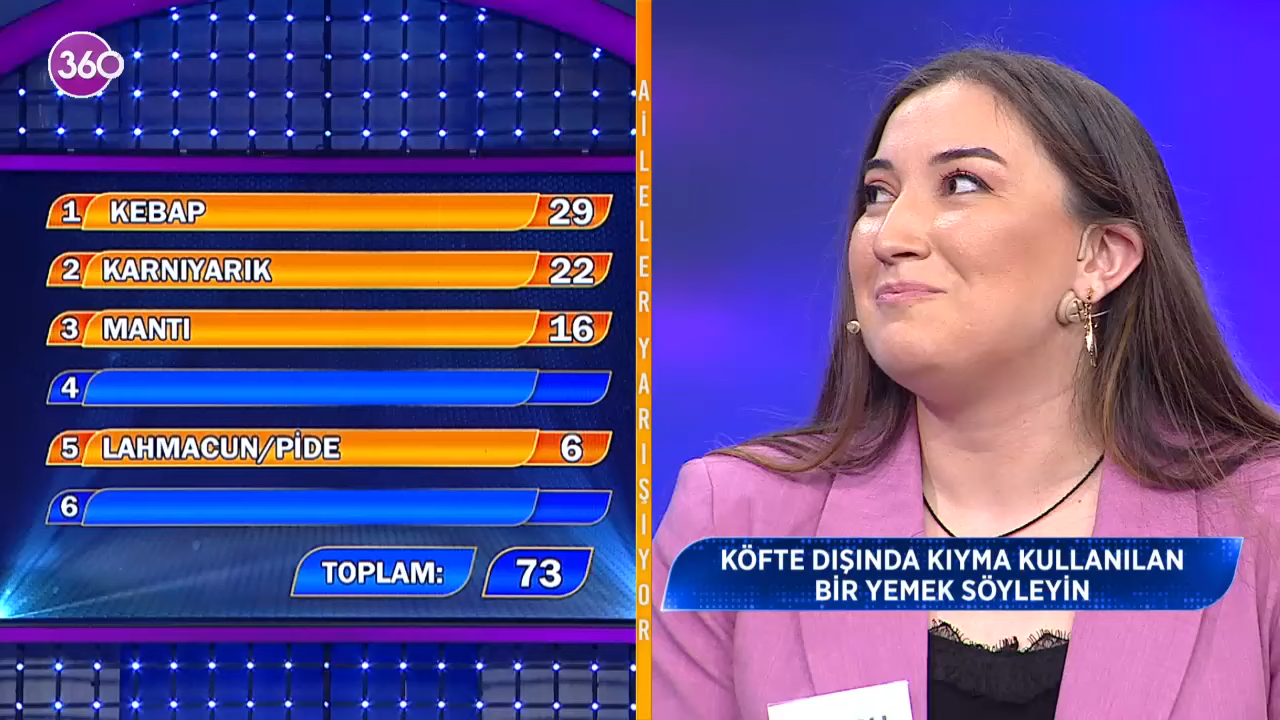 360
1 KEBAP 29
2 KARNIYARIK 22
3 MANTI 16
4
5 LAHMACUN/PİDE 6
6
TOPLAM: 73
AİLELER YARIŞIYOR
KÖFTE DIŞINDA KIYMA KULLANILAN
BİR YEMEK SÖYLEYİN